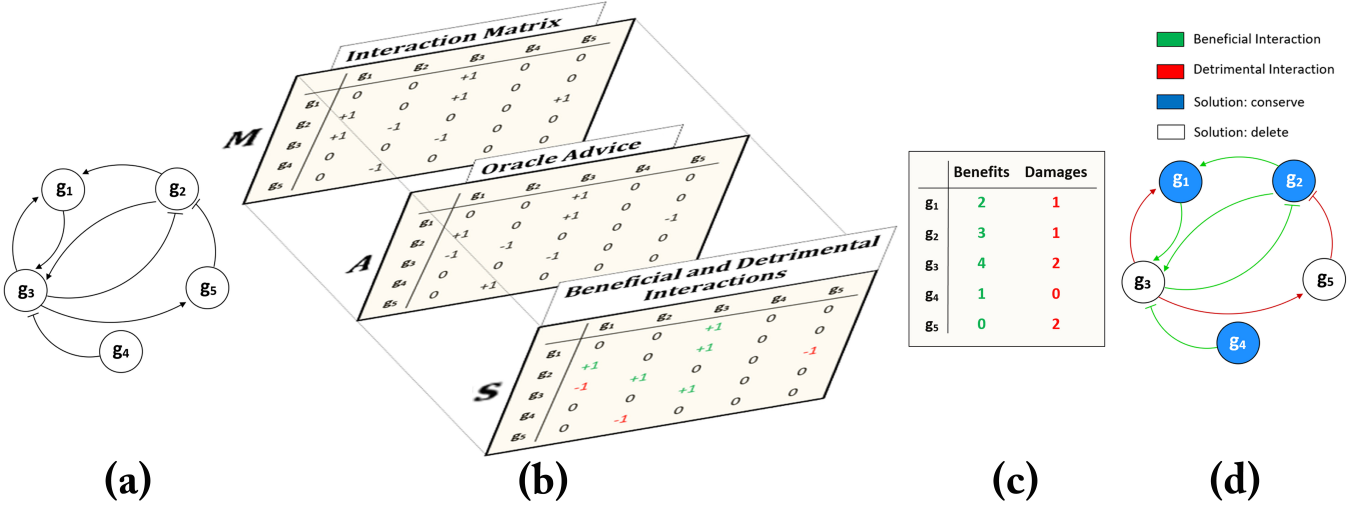 g₁
g₂
g₃
g₅
g₄
(a)
Interaction Matrix
g₁ g₂ g₃ g₄ g₅
g₁ 0 0 +1 0 0
g₂ +1 0 +1 0 0
g₃ +1 -1 0 0 +1
g₄ 0 0 -1 0 0
g₅ 0 -1 0 0 0
M
Oracle Advice
g₁ g₂ g₃ g₄ g₅
g₁ 0 0 +1 0 0
g₂ +1 0 +1 0 0
g₃ -1 -1 0 0 -1
g₄ 0 0 -1 0 0
g₅ 0 +1 0 0 0
A
Beneficial and Detrimental
Interactions
g₁ g₂ g₃ g₄ g₅
g₁ 0 0 +1 0 0
g₂ +1 0 +1 0 0
g₃ -1 +1 0 0 -1
g₄ 0 0 +1 0 0
g₅ 0 -1 0 0 0
S
(b)
Benefits Damages
g₁ 2 1
g₂ 3 1
g₃ 4 2
g₄ 1 0
g₅ 0 2
(c)
Beneficial Interaction
Detrimental Interaction
Solution: conserve
Solution: delete
g₁
g₂
g₃
g₅
g₄
(d)